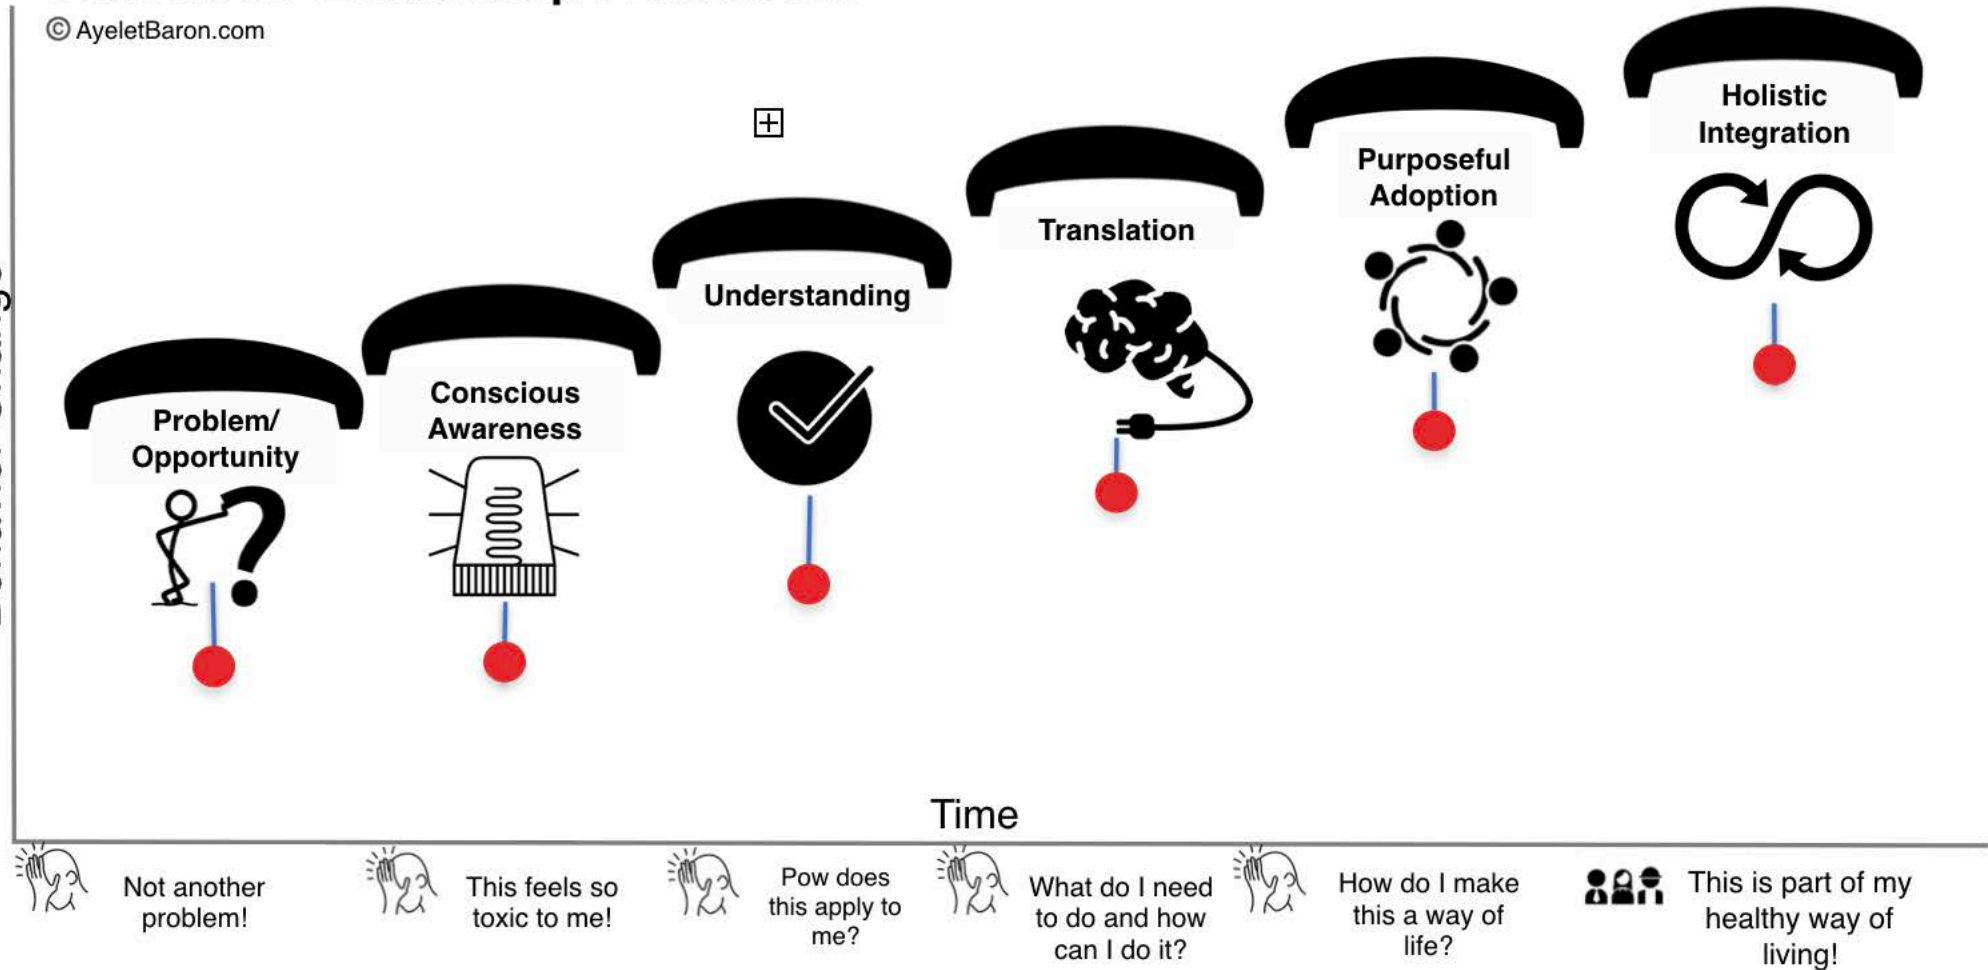 © AyeletBaron.com
Holistic
Integration
Purposeful
Adoption
Translation
Understanding
Conscious
Awareness
Problem/
Opportunity
Time
Not another
problem!
This feels so
toxic to me!
Pow does
this apply to
me?
What do I need
to do and how
can I do it?
How do I make
this a way of
life?
This is part of my
healthy way of
living!